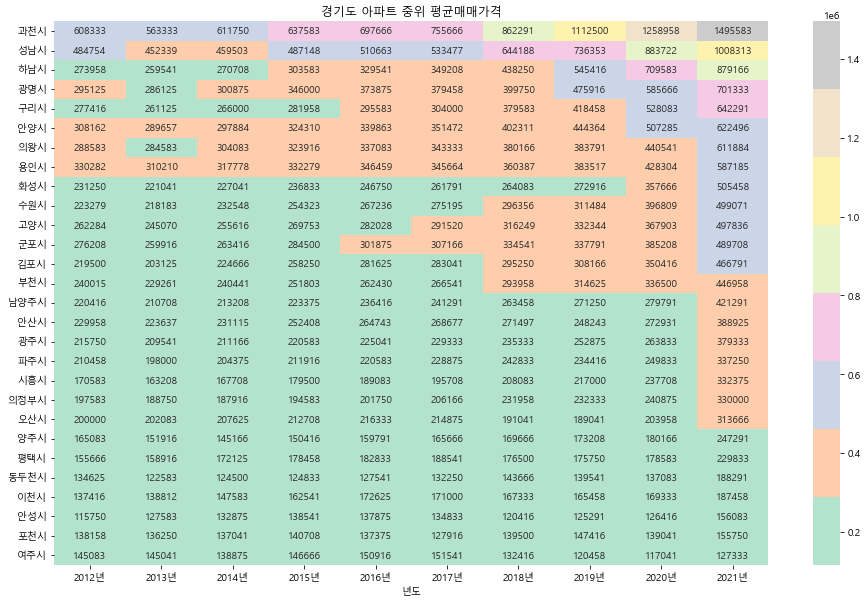 경기도 아파트 중위 평균매매가격
1e6
과천시 608333 563333 611750 637583 697666 755666 862291 1112500 1258958 1495583
성남시 484754 452339 459503 487148 510663 533477 644188 736353 883722 1008313
하남시 273958 259541 270708 303583 329541 349208 438250 545416 709583 879166
광명시 295125 286125 300875 346000 373875 379458 399750 475916 585666 701333
구리시 277416 261125 266000 281958 295583 304000 379583 418458 528083 642291
안양시 308162 289657 297884 324310 339863 351472 402311 444364 507285 622496
의왕시 288583 284583 304083 323916 337083 343333 380166 383791 440541 611884
용인시 330282 310210 317778 332279 346459 345664 360387 383517 428304 587185
화성시 231250 221041 227041 236833 246750 261791 264083 272916 357666 505458
수원시 223279 218183 232548 254323 267236 275195 296356 311484 396809 499071
고양시 262284 245070 255616 269753 282028 291520 316249 332344 367903 497836
군포시 276208 259916 263416 284500 301875 307166 334541 337791 385208 489708
김포시 219500 203125 224666 258250 281625 283041 295250 308166 350416 466791
부천시 240015 229261 240441 251803 262430 266541 293958 314625 336500 446958
남양주시 220416 210708 213208 223375 236416 241291 263458 271250 279791 421291
안산시 229958 223637 231115 252408 264743 268677 271497 248243 272931 388925
광주시 215750 209541 211166 220583 225041 229333 235333 252875 263833 379333
파주시 210458 198000 204375 211916 220583 228785 242833 234416 249833 337250
시흥시 170583 163208 167708 179500 189083 195708 208083 217000 237708 332375
의정부시 197583 188750 187916 194583 201750 206166 231958 232333 240875 330000
오산시 200000 202083 207625 212708 216333 214875 191041 189041 203958 313666
양주시 165083 151916 145166 150416 159791 165666 169666 173208 180166 247291
평택시 155666 158916 172125 178458 182833 188541 176500 175750 178583 229833
동두천시 134625 122583 124500 124833 127541 132250 143666 139541 137083 188291
이천시 137416 138812 147583 162541 172625 171000 167333 165458 169333 187458
안성시 115750 127583 132875 138541 137875 134833 120416 125291 126416 156083
포천시 138158 136250 137041 140708 137375 127916 139500 147416 139041 155750
여주시 145083 145041 138875 146666 150916 151541 132416 120458 117041 127333
2012년 2013년 2014년 2015년 2016년 2017년 2018년 2019년 2020년 2021년
년도
1.4
1.2
1.0
0.8
0.6
0.4
0.2